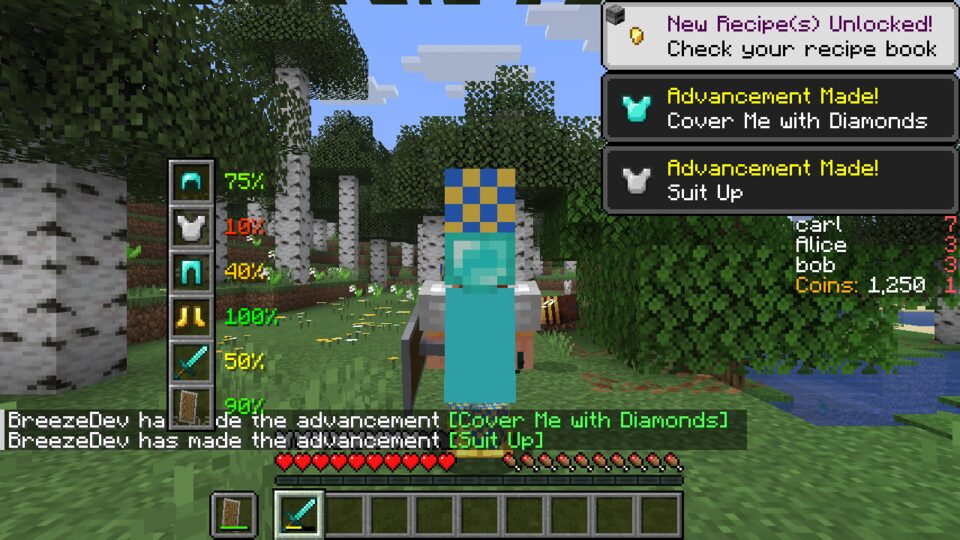 New Recipe(s) Unlocked!
Check your recipe book
Advancement Made!
Cover Me with Diamonds
Advancement Made!
Suit Up
75%
10%
40%
100%
50%
90%
carl 7
Alice 3
bob 3
Coins: 1,250 1
BreezeDev has made the advancement [Cover Me with Diamonds]
BreezeDev has made the advancement [Suit Up]